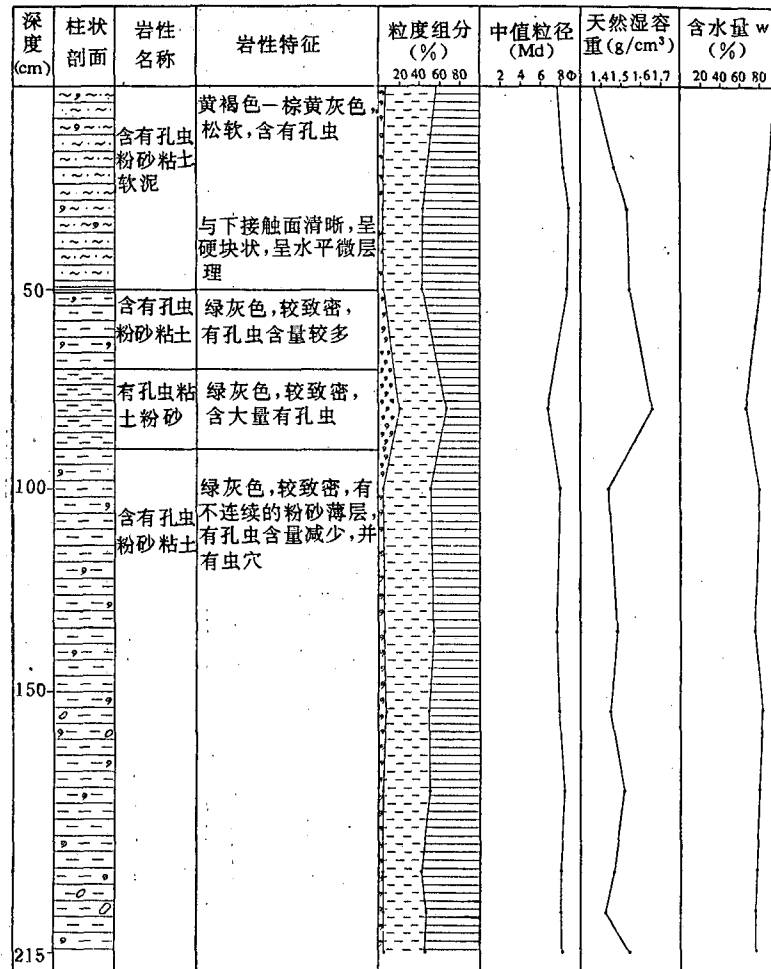 深度(cm)
柱状剖面
岩性名称
岩性特征
粒度组分(%)
20 40 60 80
中值粒径(Md)
2 4 6 8Φ
天然湿容重(g/cm³)
1.41.51.61.7
含水量 w(%)
20 40 60 80
含有孔虫
粉砂粘土
软泥
黄褐色—棕黄灰色,
松软,含有孔虫
与下接触面清晰,呈
硬块状,呈水平微层
理
50
含有孔虫
粉砂粘土
绿灰色,较致密,
有孔虫含量较多
有孔虫粘
土粉砂
绿灰色,较致密,
含大量有孔虫
100
含有孔虫
粉砂粘土
绿灰色,较致密,有
不连续的粉砂薄层,
有孔虫含量减少,并
有虫穴
150
215